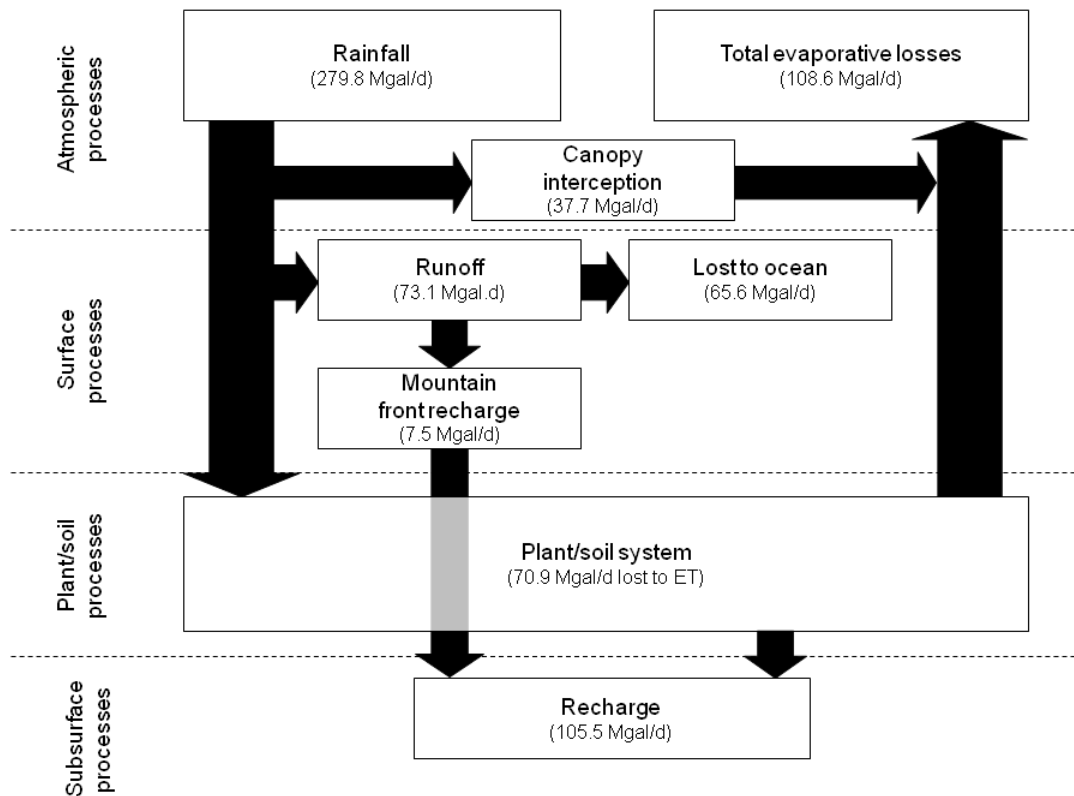 Atmospheric
processes
Rainfall
(279.8 Mgal/d)
Total evaporative losses
(108.6 Mgal/d)
Canopy
interception
(37.7 Mgal/d)
Surface
processes
Runoff
(73.1 Mgal.d)
Lost to ocean
(65.6 Mgal/d)
Mountain
front recharge
(7.5 Mgal/d)
Plant/soil
processes
Plant/soil system
(70.9 Mgal/d lost to ET)
Subsurface
processes
Recharge
(105.5 Mgal/d)